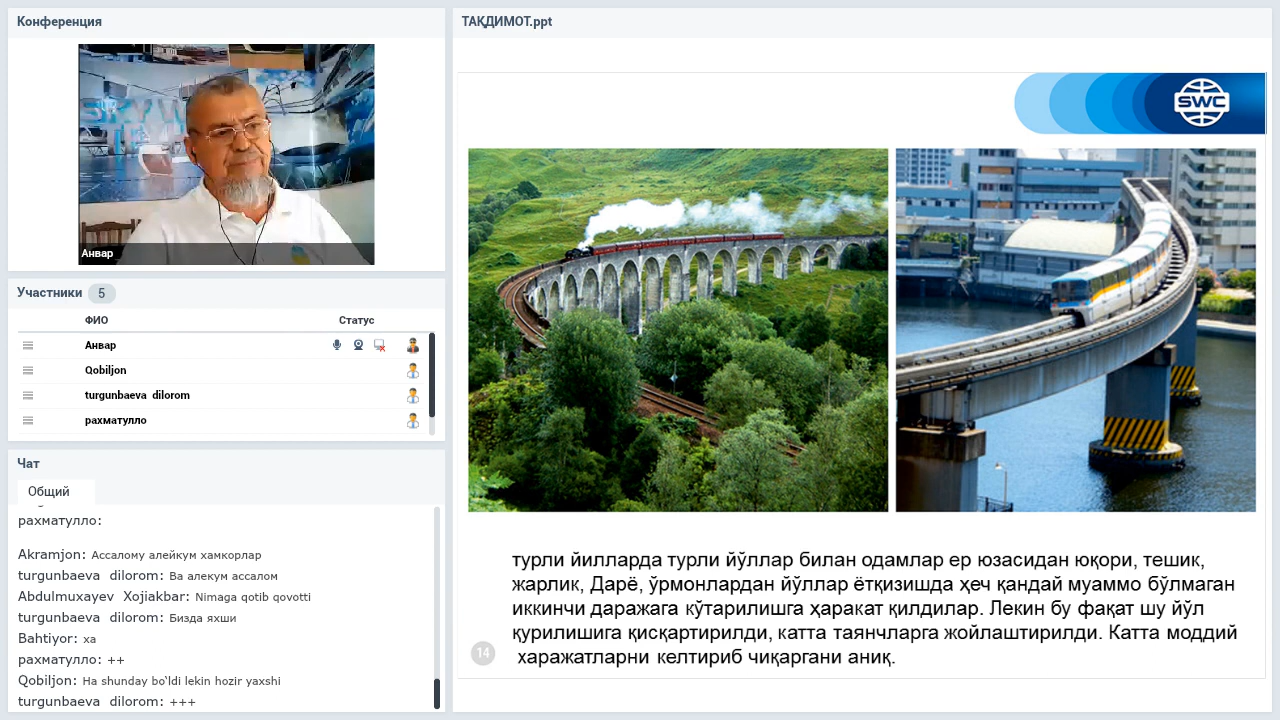 Конференция
Анвар
Участники 5
ФИО Статус
Анвар
Qobiljon
turgunbaeva dilorom
рахматулло
Чат
Общий
рахматулло:
Akramjon: Ассалому алейкум хамкорлар
turgunbaeva dilorom: Ва алекум ассалом
Abdulmuxayev Xojiakbar: Nimaga qotib qovotti
turgunbaeva dilorom: Бизда яхши
Bahtiyor: ха
рахматулло: ++
Qobiljon: Ha shunday bo'ldi lekin hozir yaxshi
turgunbaeva dilorom: +++
ТАҚДИМОТ.ppt
SWC
турли йилларда турли йўллар билан одамлар ер юзасидан юқори, тешик,
жарлик, Дарё, ўрмонлардан йўллар ётқизишда ҳеч қандай муаммо бўлмаган
иккинчи даражага кўтарилишга ҳаракат қилдилар. Лекин бу фақат шу йўл
қурилишига қисқартирилди, катта таянчларга жойлаштирилди. Катта моддий
харажатларни келтириб чиқаргани аниқ.
14